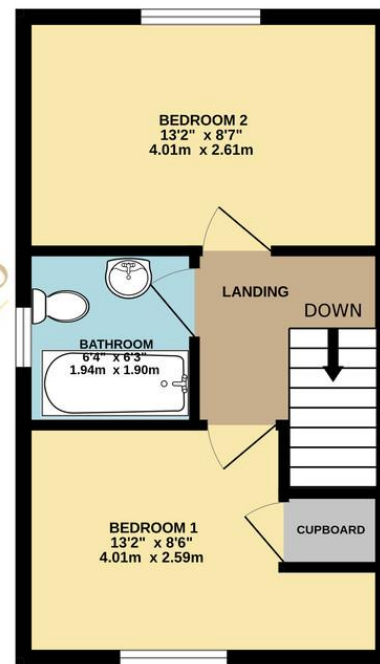 BEDROOM 2
13'2" x 8'7"
4.01m x 2.61m
LANDING
DOWN
BATHROOM
6'4" x 6'3"
1.94m x 1.90m
BEDROOM 1
13'2" x 8'6"
4.01m x 2.59m
CUPBOARD